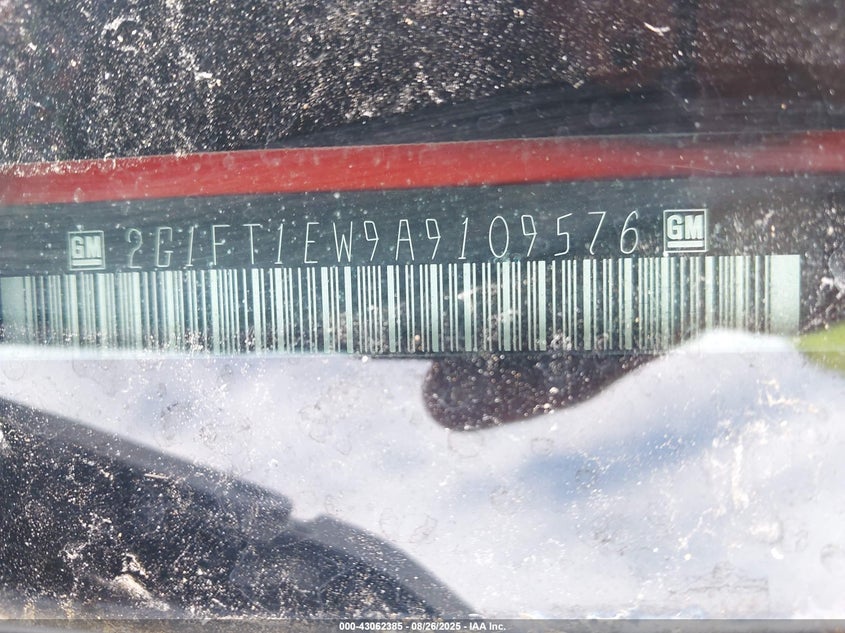 GM 2G1FT1EW9A9109576 GM
000-43062385 - 08/26/2025 - IAA Inc.